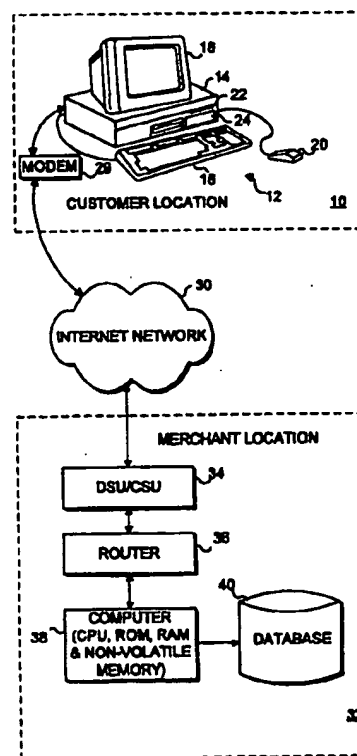 18
14
22
24
20
16
MODEM
29
12
CUSTOMER LOCATION
10
30
INTERNET NETWORK
MERCHANT LOCATION
34
DSU/CSU
36
ROUTER
40
38
COMPUTER
(CPU, ROM, RAM
& NON-VOLATILE
MEMORY)
DATABASE